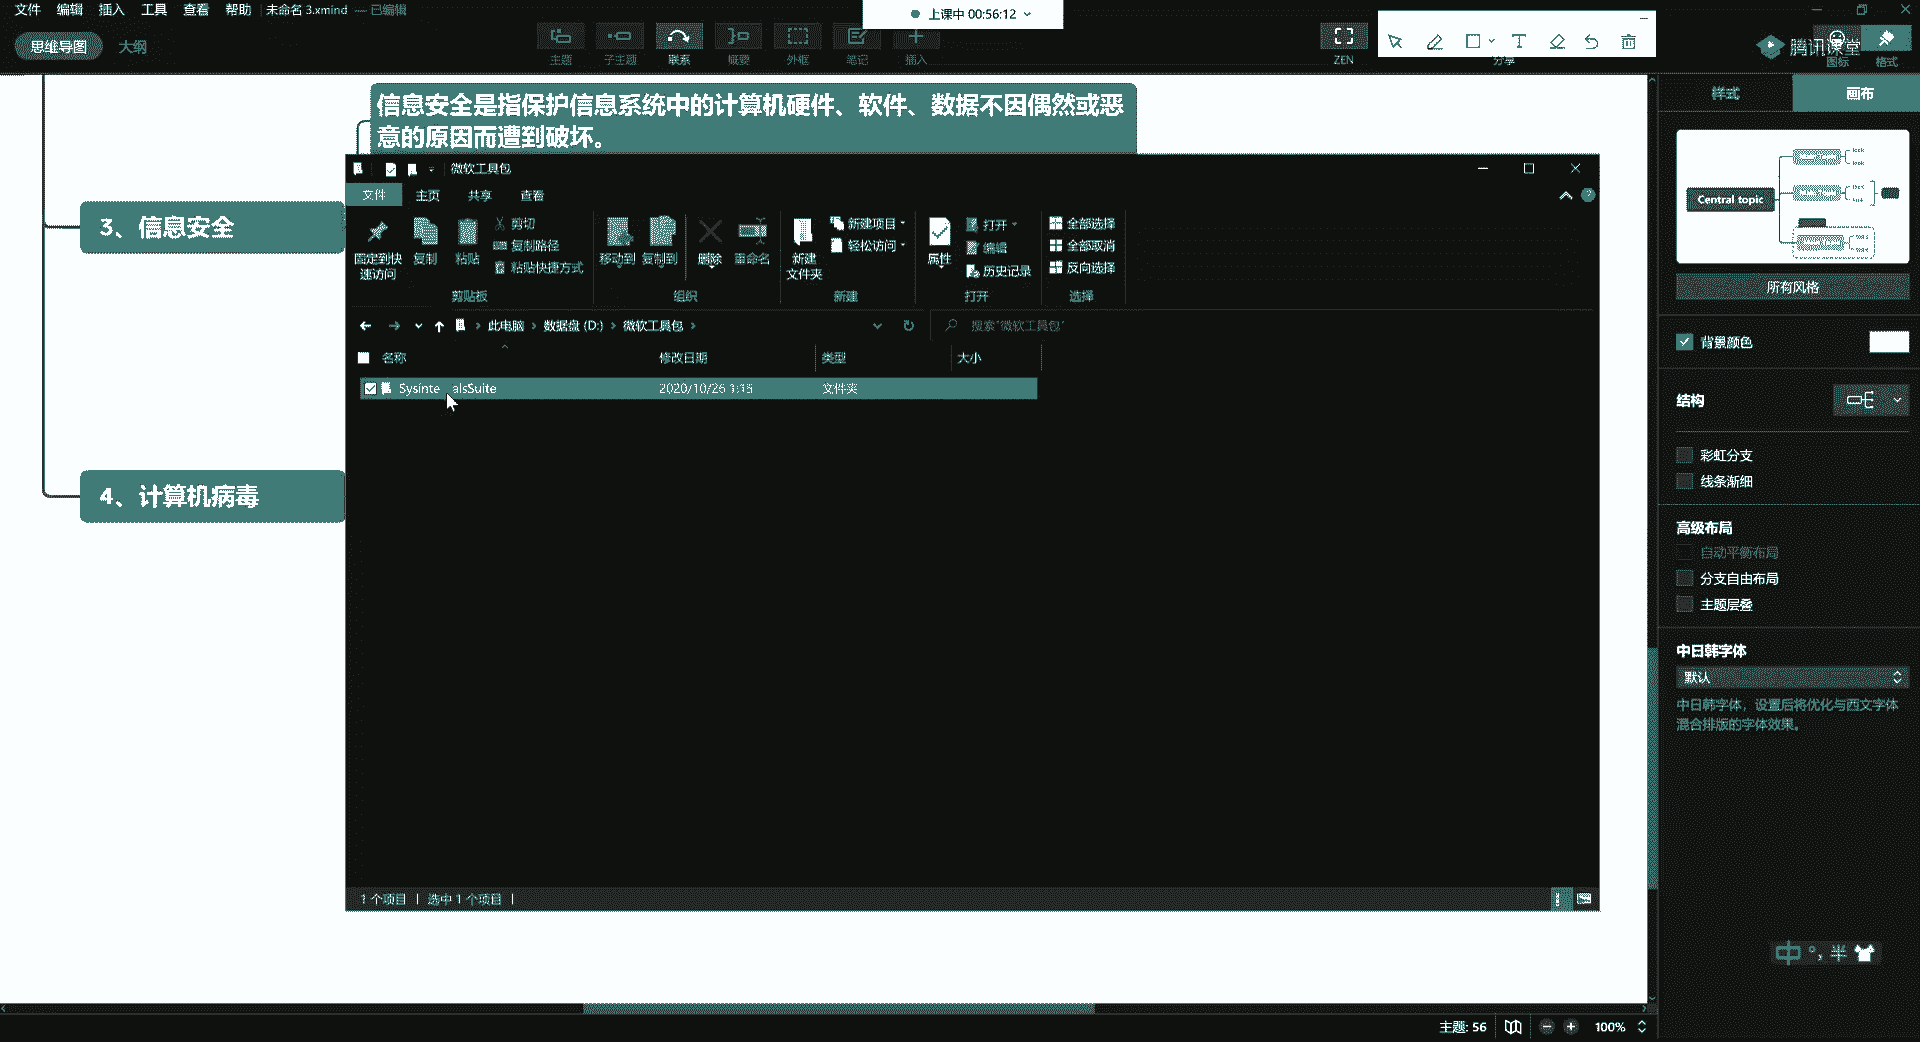 文件 编辑 插入 工具 查看 帮助 未命名 3.xmind — 已编辑
上课中 00:56:12
思维导图 大纲
主题 子主题 联系 概要 外框 笔记 插入
ZEN 分享 图标 格式
腾讯课堂
信息安全是指保护信息系统中的计算机硬件、软件、数据不因偶然或恶
意的原因而遭到破坏。
3、信息安全
4、计算机病毒
微软工具包
文件 主页 共享 查看
固定到快
速访问
复制
粘贴
剪切
复制路径
粘贴快捷方式
剪贴板
移动到 复制到 删除 重命名
组织
新建
文件夹
新建项目
轻松访问
新建
属性
打开
编辑
历史记录
打开
全部选择
全部取消
反向选择
选择
此电脑 数据盘 (D:) 微软工具包
搜索"微软工具包"
名称 修改日期 类型 大小
Sysinte alsSuite 2020/10/26 1:15 文件夹
1 个项目 选中 1 个项目
样式 画布
Central topic
所有风格
背景颜色
结构
彩虹分支
线条渐细
高级布局
自动平衡布局
分支自由布局
主题层叠
中日韩字体
默认
中日韩字体，设置后将优化与西文字体
混合排版的字体效果。
中 °, 半
主题: 56 100%